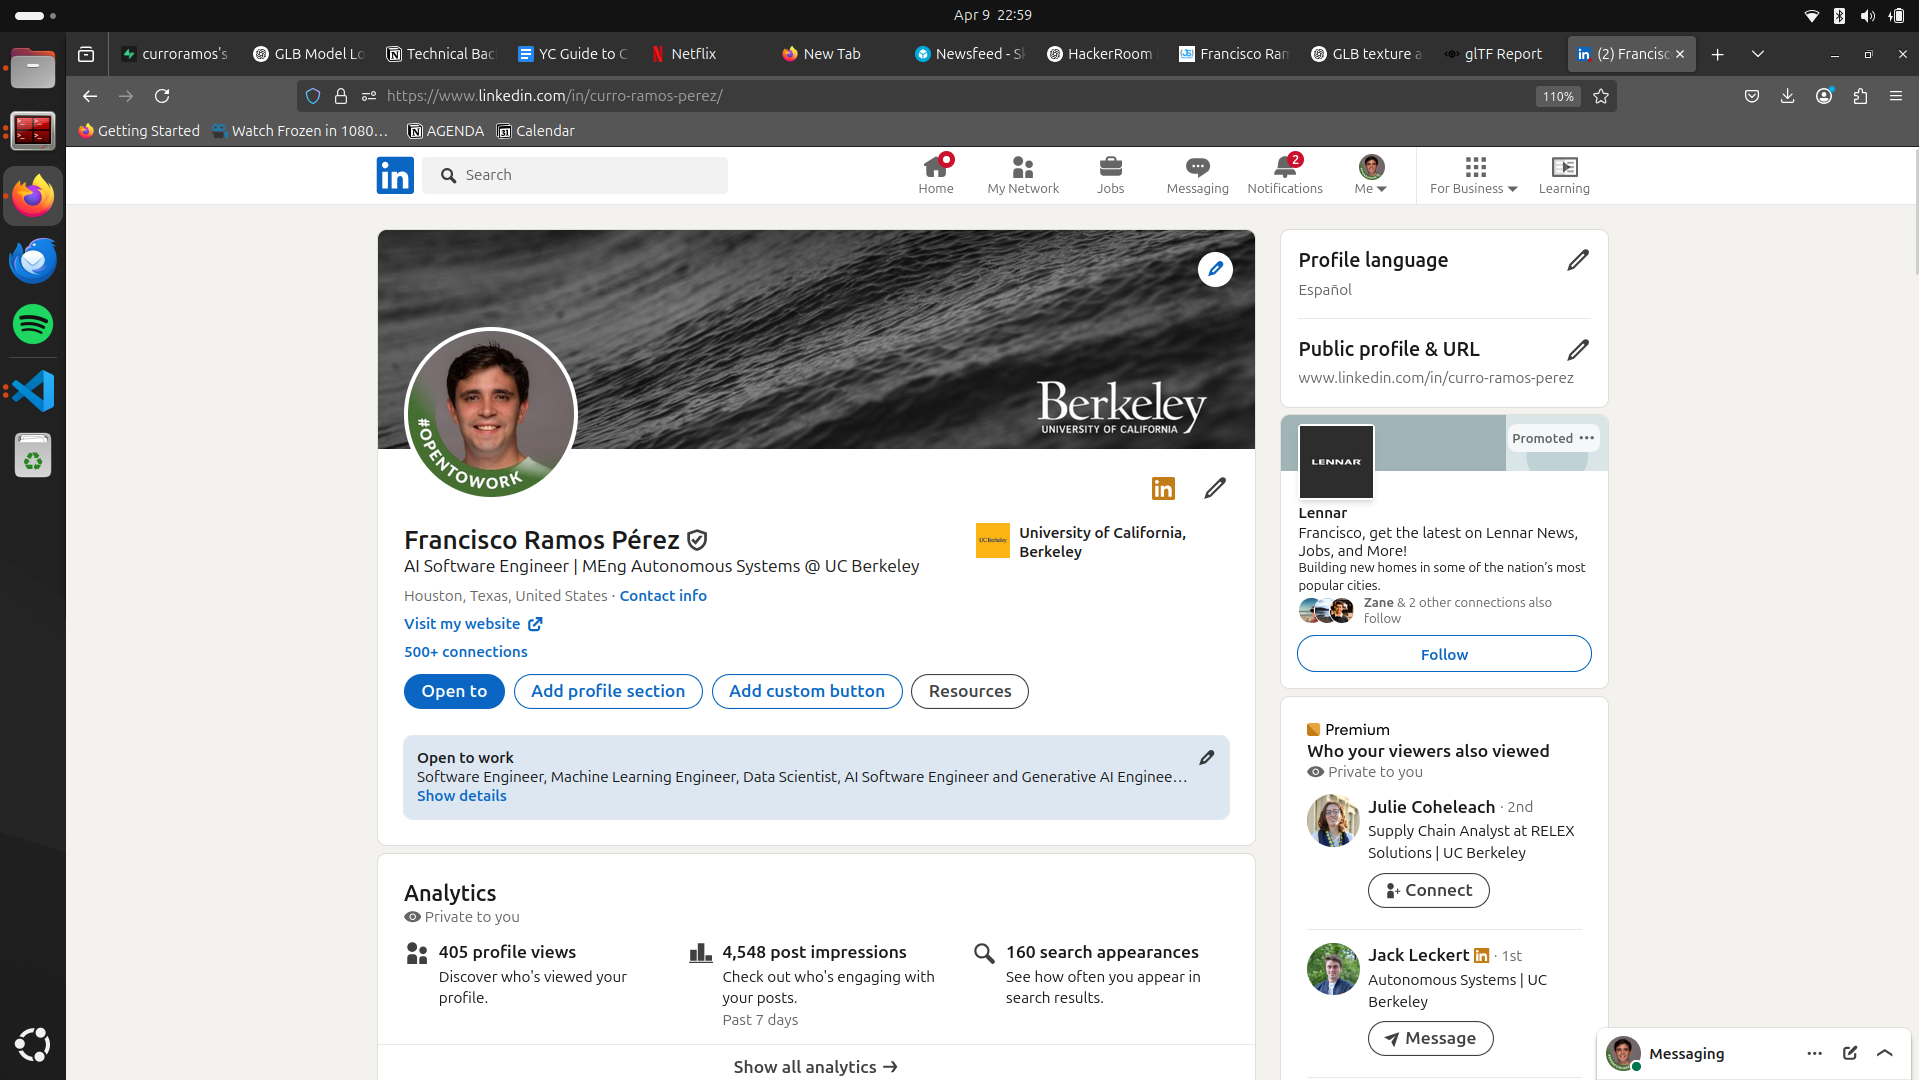 Apr 9 22:59
curroramos's
GLB Model Lo
Technical Bac
YC Guide to C
Netflix
New Tab
Newsfeed - Sk
HackerRoom
Francisco Ram
GLB texture a
glTF Report
(2) Francisc
https://www.linkedin.com/in/curro-ramos-perez/
110%
Getting Started
Watch Frozen in 1080…
AGENDA
Calendar
in
Search
Home
My Network
Jobs
Messaging
2
Notifications
Me
For Business
Learning
Berkeley
UNIVERSITY OF CALIFORNIA
#OPENTOWORK
Francisco Ramos Pérez
AI Software Engineer | MEng Autonomous Systems @ UC Berkeley
Houston, Texas, United States · Contact info
Visit my website
500+ connections
UC Berkeley
University of California,
Berkeley
Open to
Add profile section
Add custom button
Resources
Open to work
Software Engineer, Machine Learning Engineer, Data Scientist, AI Software Engineer and Generative AI Enginee…
Show details
Analytics
Private to you
405 profile views
Discover who's viewed your
profile.
4,548 post impressions
Check out who's engaging with
your posts.
Past 7 days
160 search appearances
See how often you appear in
search results.
Show all analytics →
Profile language
Español
Public profile & URL
www.linkedin.com/in/curro-ramos-perez
Promoted
LENNAR
Lennar
Francisco, get the latest on Lennar News,
Jobs, and More!
Building new homes in some of the nation's most
popular cities.
Zane & 2 other connections also
follow
Follow
Premium
Who your viewers also viewed
Private to you
Julie Coheleach · 2nd
Supply Chain Analyst at RELEX
Solutions | UC Berkeley
Connect
Jack Leckert in · 1st
Autonomous Systems | UC
Berkeley
Message
Messaging